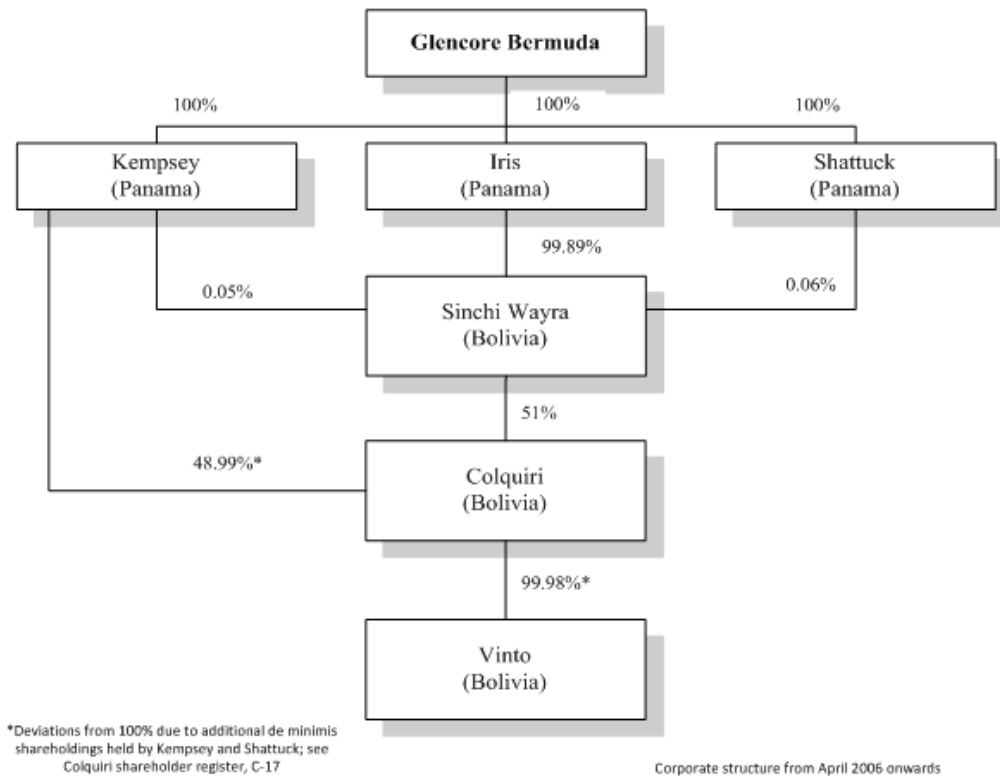 Glencore Bermuda
100%
100%
100%
Kempsey
(Panama)
Iris
(Panama)
Shattuck
(Panama)
99.89%
0.05%
0.06%
Sinchi Wayra
(Bolivia)
51%
48.99%*
Colquiri
(Bolivia)
99.98%*
Vinto
(Bolivia)
*Deviations from 100% due to additional de minimis
shareholdings held by Kempsey and Shattuck; see
Colquiri shareholder register, C-17
Corporate structure from April 2006 onwards